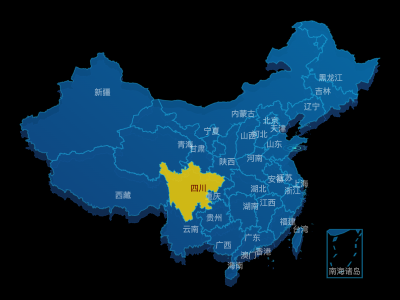 黑龙江
吉林
辽宁
新疆
内蒙古
北京
天津
宁夏
山西
河北
山东
青海
甘肃
陕西
河南
江苏
安徽
上海
四川
重庆
湖北
浙江
西藏
湖南
江西
贵州
福建
云南
台湾
广西
广东
香港
澳门
海南
南海诸岛